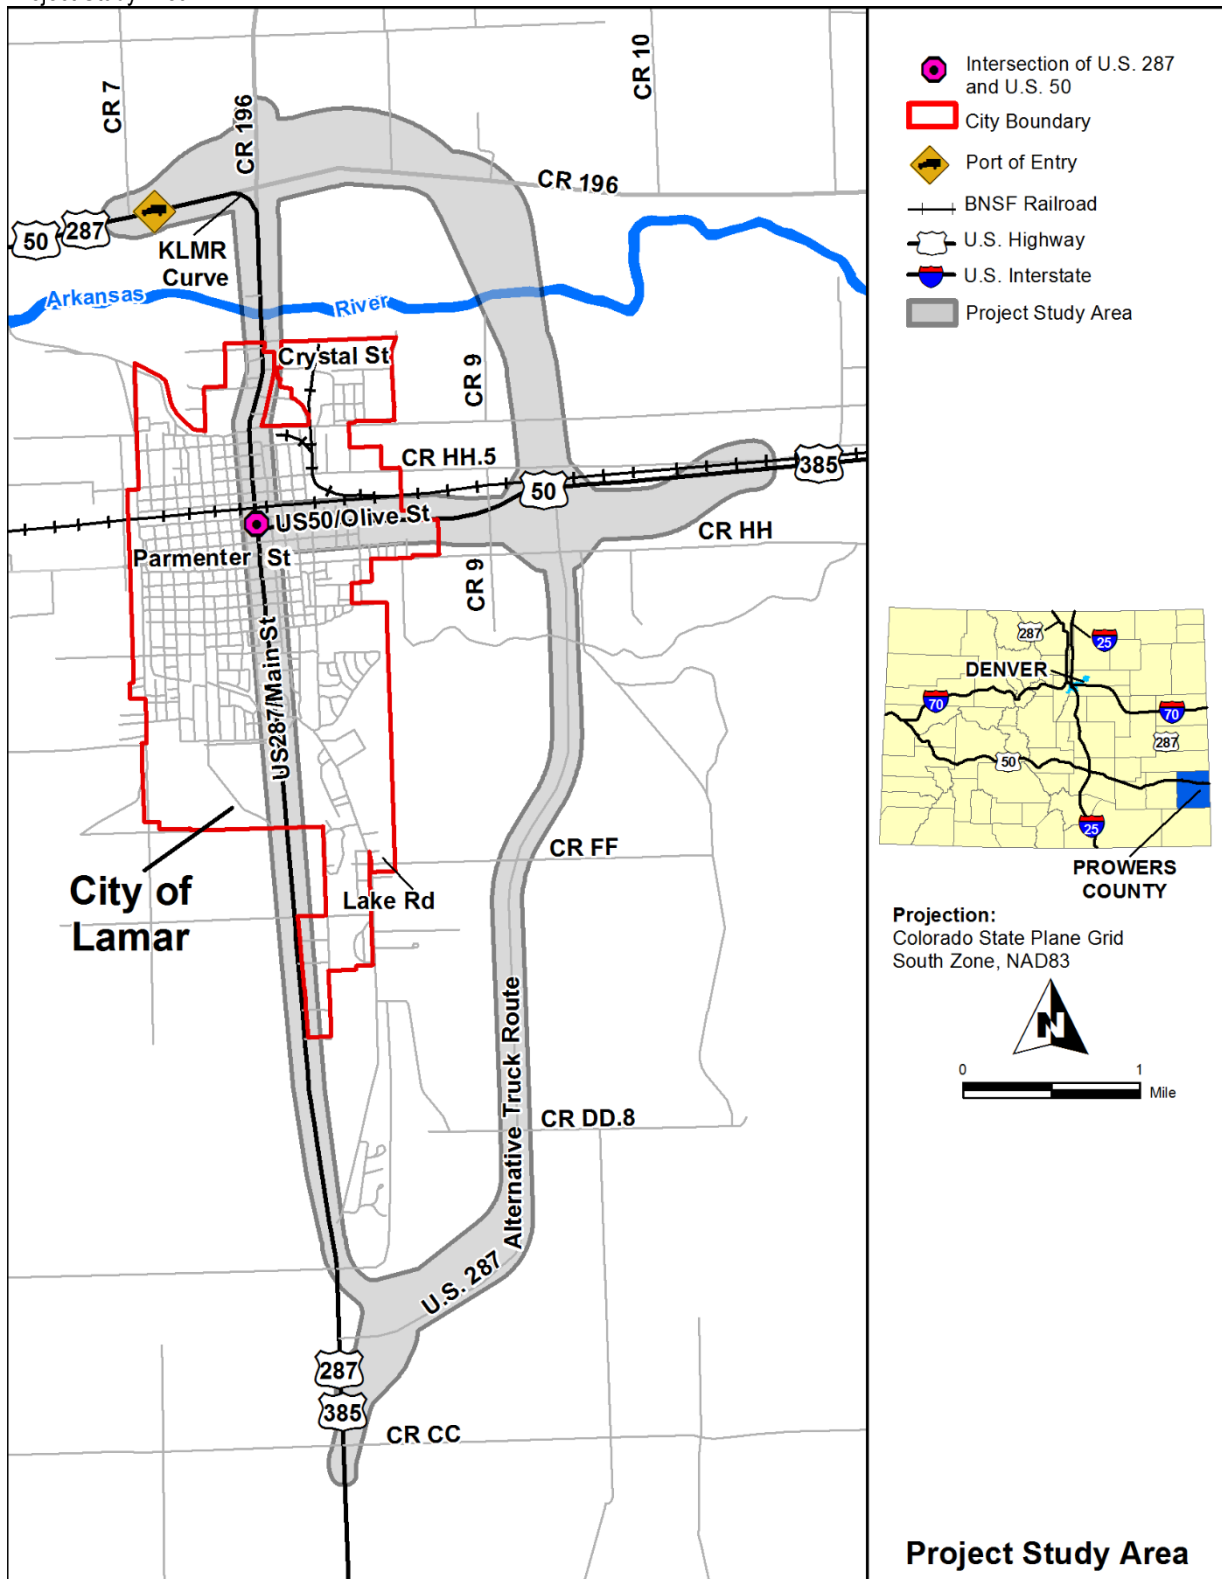 CR 7
CR 196
CR 10
CR 196
50
287
KLMR
Curve
Arkansas
River
Crystal St
CR 9
CR HH.5
385
50
US50/Olive St
CR HH
Parmenter St
CR 9
US287/Main St
CR FF
City of
Lamar
Lake Rd
CR DD.8
U.S. 287
Alternative Truck Route
287
385
CR CC
Intersection of U.S. 287
and U.S. 50
City Boundary
Port of Entry
BNSF Railroad
U.S. Highway
U.S. Interstate
Project Study Area
287
25
DENVER
70
70
287
50
25
PROWERS
COUNTY
Projection:
Colorado State Plane Grid
South Zone, NAD83
N
0 1
Mile
Project Study Area